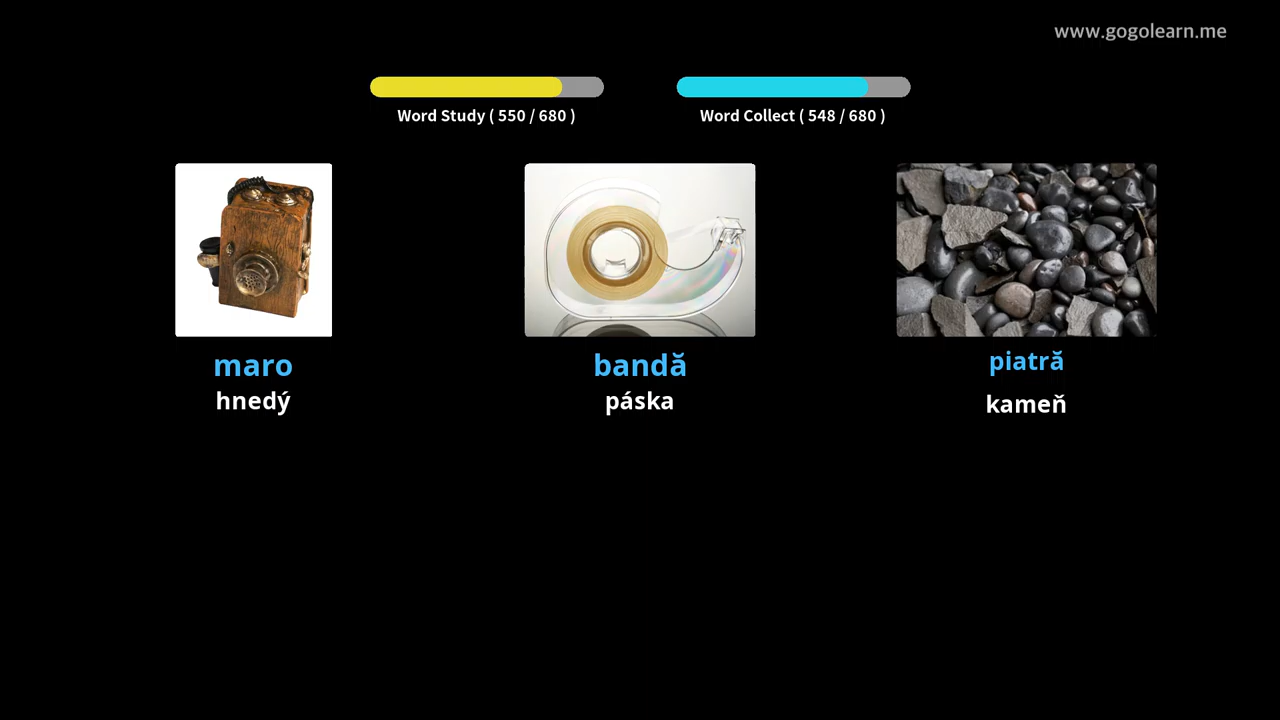 www.gogolearn.me
Word Study ( 550 / 680 )
Word Collect ( 548 / 680 )
maro
hnedý
bandă
páska
piatră
kameň